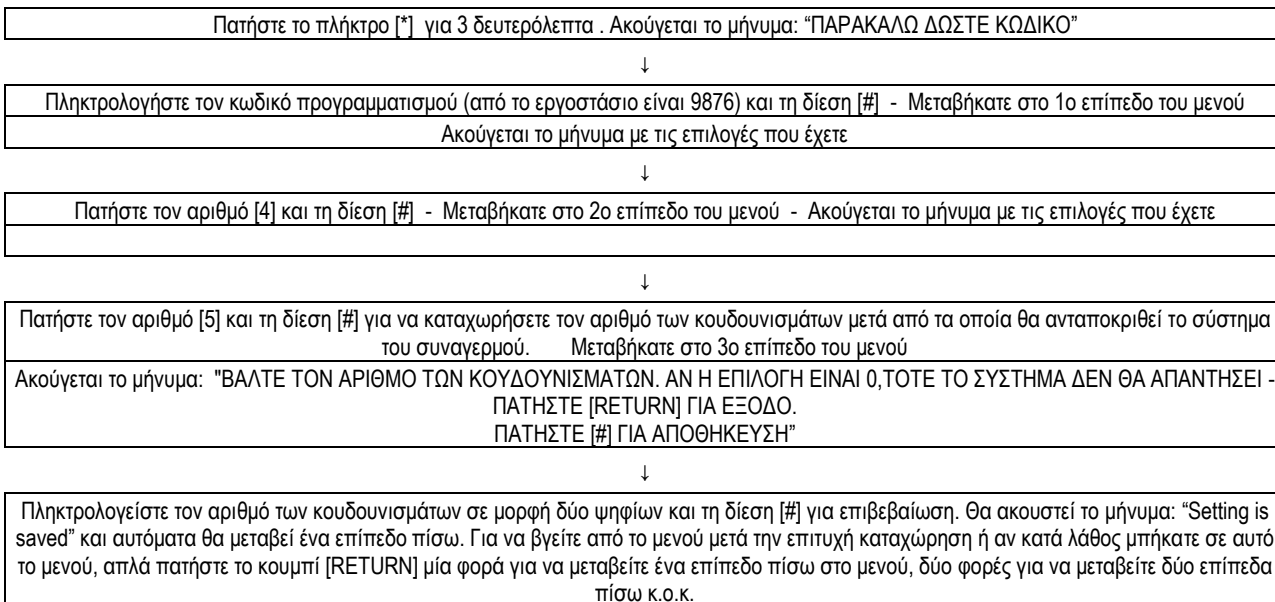 Πατήστε το πλήκτρο [*] για 3 δευτερόλεπτα . Ακούγεται το μήνυμα: “ΠΑΡΑΚΑΛΩ ΔΩΣΤΕ ΚΩΔΙΚΟ”
↓
Πληκτρολογήστε τον κωδικό προγραμματισμού (από το εργοστάσιο είναι 9876) και τη δίεση [#] - Μεταβήκατε στο 1ο επίπεδο του μενού
Ακούγεται το μήνυμα με τις επιλογές που έχετε
↓
Πατήστε τον αριθμό [4] και τη δίεση [#] - Μεταβήκατε στο 2ο επίπεδο του μενού - Ακούγεται το μήνυμα με τις επιλογές που έχετε
↓
Πατήστε τον αριθμό [5] και τη δίεση [#] για να καταχωρήσετε τον αριθμό των κουδουνισμάτων μετά από τα οποία θα ανταποκριθεί το σύστημα
του συναγερμού. Μεταβήκατε στο 3ο επίπεδο του μενού
Ακούγεται το μήνυμα: "ΒΑΛΤΕ ΤΟΝ ΑΡΙΘΜΟ ΤΩΝ ΚΟΥΔΟΥΝΙΣΜΑΤΩΝ. ΑΝ Η ΕΠΙΛΟΓΗ ΕΙΝΑΙ 0,ΤΟΤΕ ΤΟ ΣΥΣΤΗΜΑ ΔΕΝ ΘΑ ΑΠΑΝΤΗΣΕΙ -
ΠΑΤΗΣΤΕ [RETURN] ΓΙΑ ΕΞΟΔΟ.
ΠΑΤΗΣΤΕ [#] ΓΙΑ ΑΠΟΘΗΚΕΥΣΗ”
↓
Πληκτρολογείστε τον αριθμό των κουδουνισμάτων σε μορφή δύο ψηφίων και τη δίεση [#] για επιβεβαίωση. Θα ακουστεί το μήνυμα: “Setting is
saved” και αυτόματα θα μεταβεί ένα επίπεδο πίσω. Για να βγείτε από το μενού μετά την επιτυχή καταχώρηση ή αν κατά λάθος μπήκατε σε αυτό
το μενού, απλά πατήστε το κουμπί [RETURN] μία φορά για να μεταβείτε ένα επίπεδο πίσω στο μενού, δύο φορές για να μεταβείτε δύο επίπεδα
πίσω κ.ο.κ.